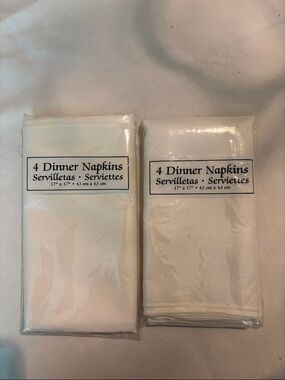 4 Dinner Napkins
Servilletas • Serviettes
17" x 17" • 43 cm x 43 cm
4 Dinner Napkins
Servilletas • Serviettes
17" x 17" • 43 cm x 43 cm